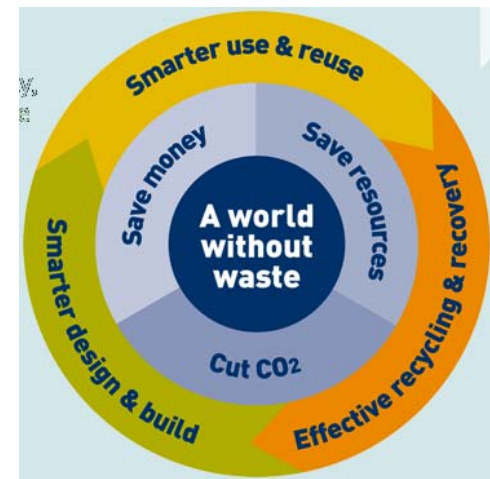 y,
Smarter use & reuse
Save money
Save resources
A world
without
waste
Cut CO2
Smarter design & build
Effective recycling & recovery